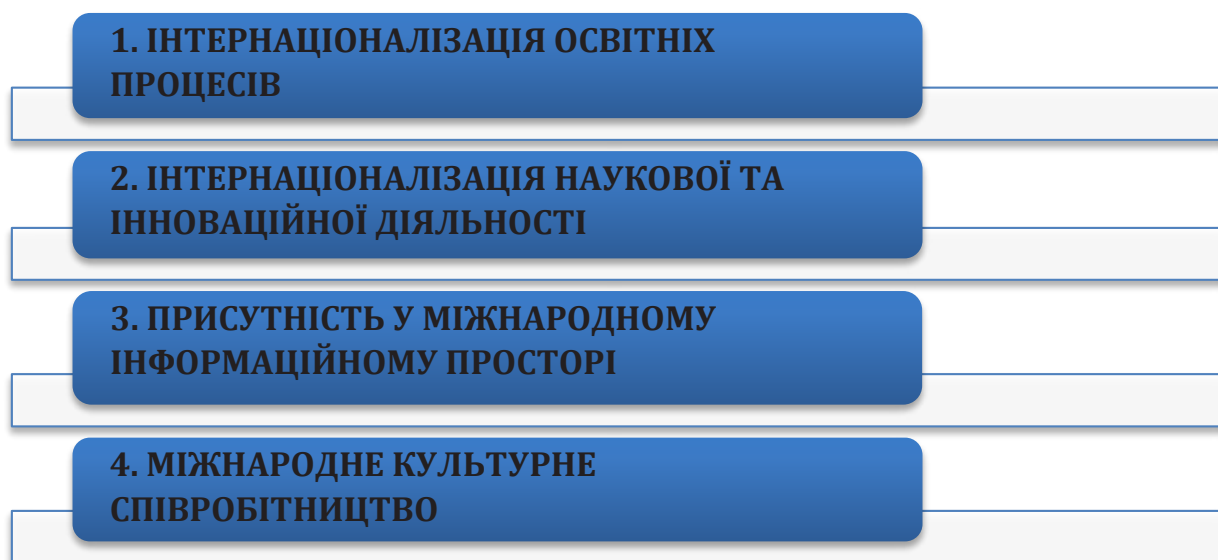 1. ІНТЕРНАЦІОНАЛІЗАЦІЯ ОСВІТНІХ
ПРОЦЕСІВ
2. ІНТЕРНАЦІОНАЛІЗАЦІЯ НАУКОВОЇ ТА
ІННОВАЦІЙНОЇ ДІЯЛЬНОСТІ
3. ПРИСУТНІСТЬ У МІЖНАРОДНОМУ
ІНФОРМАЦІЙНОМУ ПРОСТОРІ
4. МІЖНАРОДНЕ КУЛЬТУРНЕ
СПІВРОБІТНИЦТВО